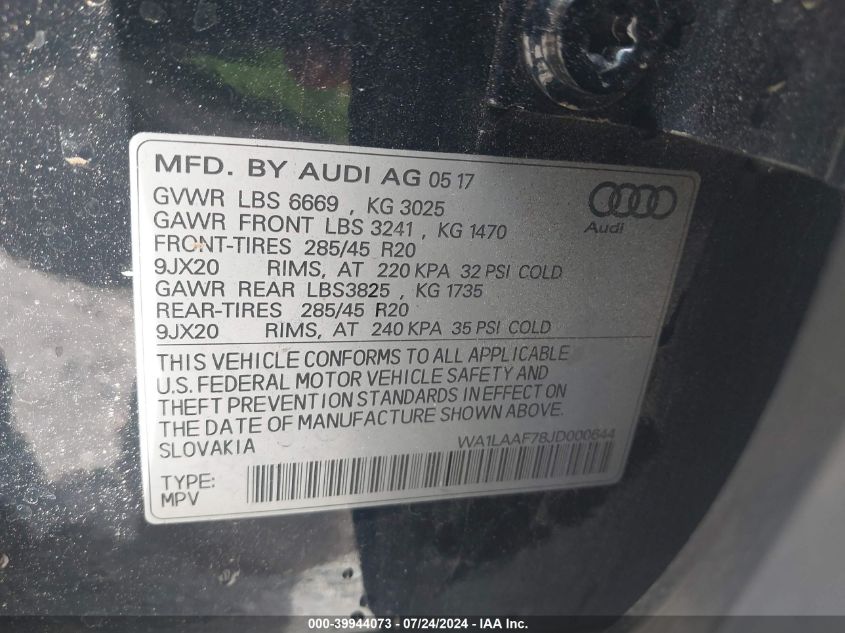 MFD. BY AUDI AG 05 17
GVWR LBS 6669 , KG 3025
GAWR FRONT LBS 3241 , KG 1470
FRONT-TIRES 285/45 R20
9JX20 RIMS, AT 220 KPA 32 PSI COLD
GAWR REAR LBS3825 , KG 1735
REAR-TIRES 285/45 R20
9JX20 RIMS, AT 240 KPA 35 PSI COLD
Audi
THIS VEHICLE CONFORMS TO ALL APPLICABLE
U.S. FEDERAL MOTOR VEHICLE SAFETY AND
THEFT PREVENTION STANDARDS IN EFFECT ON
THE DATE OF MANUFACTURE SHOWN ABOVE.
SLOVAKIA WA1LAAF78JD000644
TYPE:
MPV
000-39944073 - 07/24/2024 - IAA Inc.